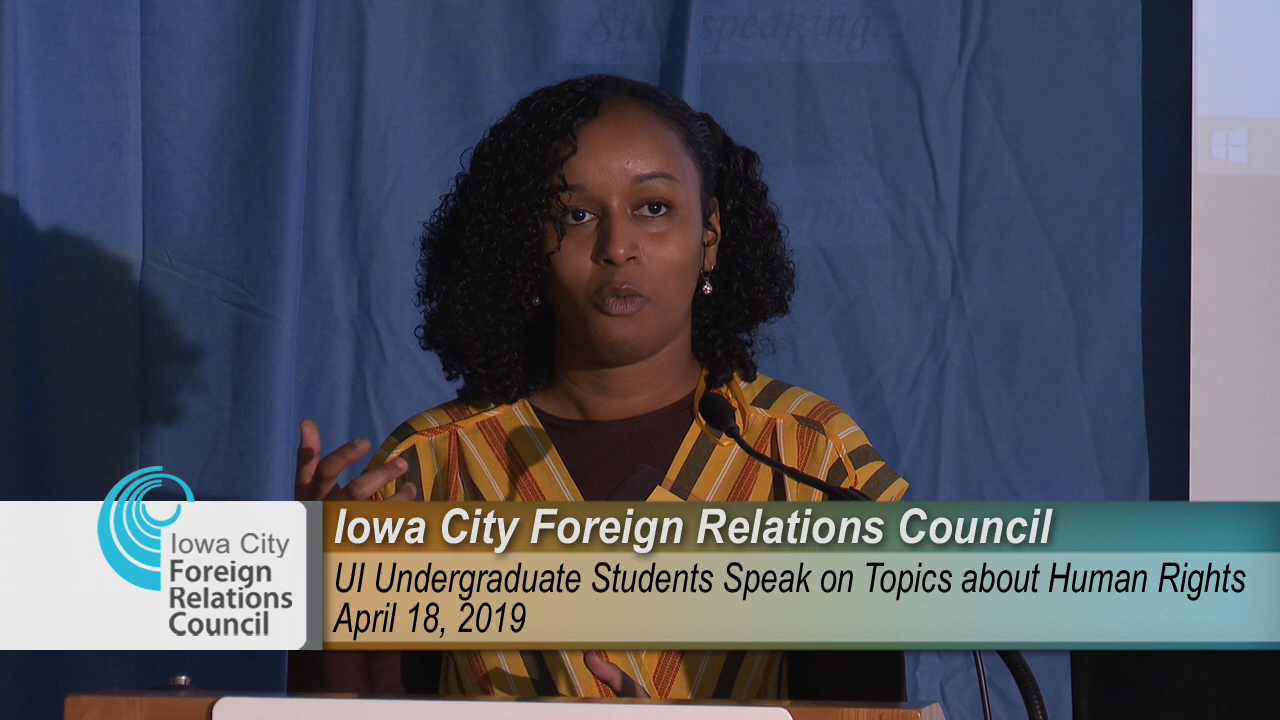 Iowa City Foreign Relations Council
UI Undergraduate Students Speak on Topics about Human Rights
April 18, 2019
Iowa City
Foreign
Relations
Council